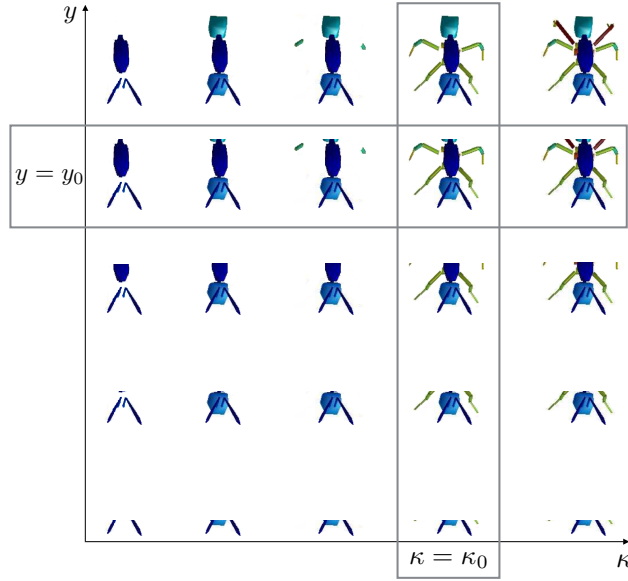 y
y = y₀
κ = κ₀
κ